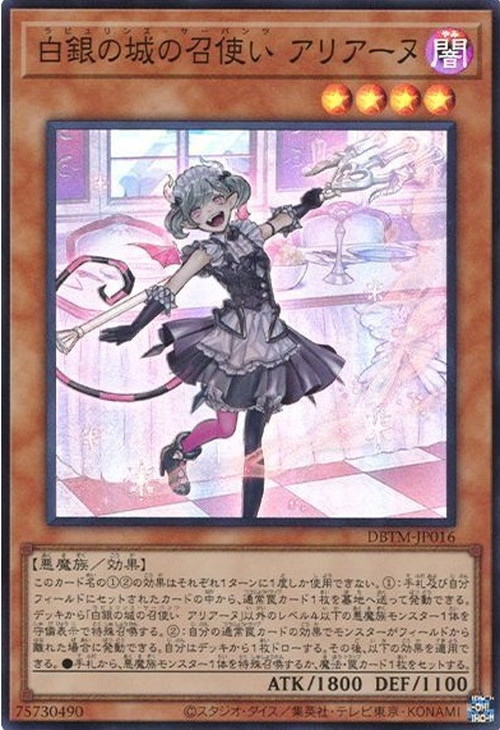 ラビュリンス・サーバンツ
白銀の城の召使い アリアーヌ
闇
DBTM-JP016
【悪魔族/効果】
このカード名の①②の効果はそれぞれ1ターンに1度しか使用できない。①：手札及び自分
フィールドにセットされたカードの中から、通常罠カード1枚を墓地へ送って発動できる。
デッキから「白銀の城の召使い アリアーヌ」以外のレベル4以下の悪魔族モンスター1体を
守備表示で特殊召喚する。②：自分の通常罠カードの効果でモンスターがフィールドから
離れた場合に発動できる。自分はデッキから1枚ドローする。その後、以下の効果を適用でき
る。●手札から、悪魔族モンスター1体を特殊召喚するか、魔法・罠カード1枚をセットする。
ATK/1800 DEF/1100
75730490
©スタジオ・ダイス/集英社・テレビ東京・KONAMI